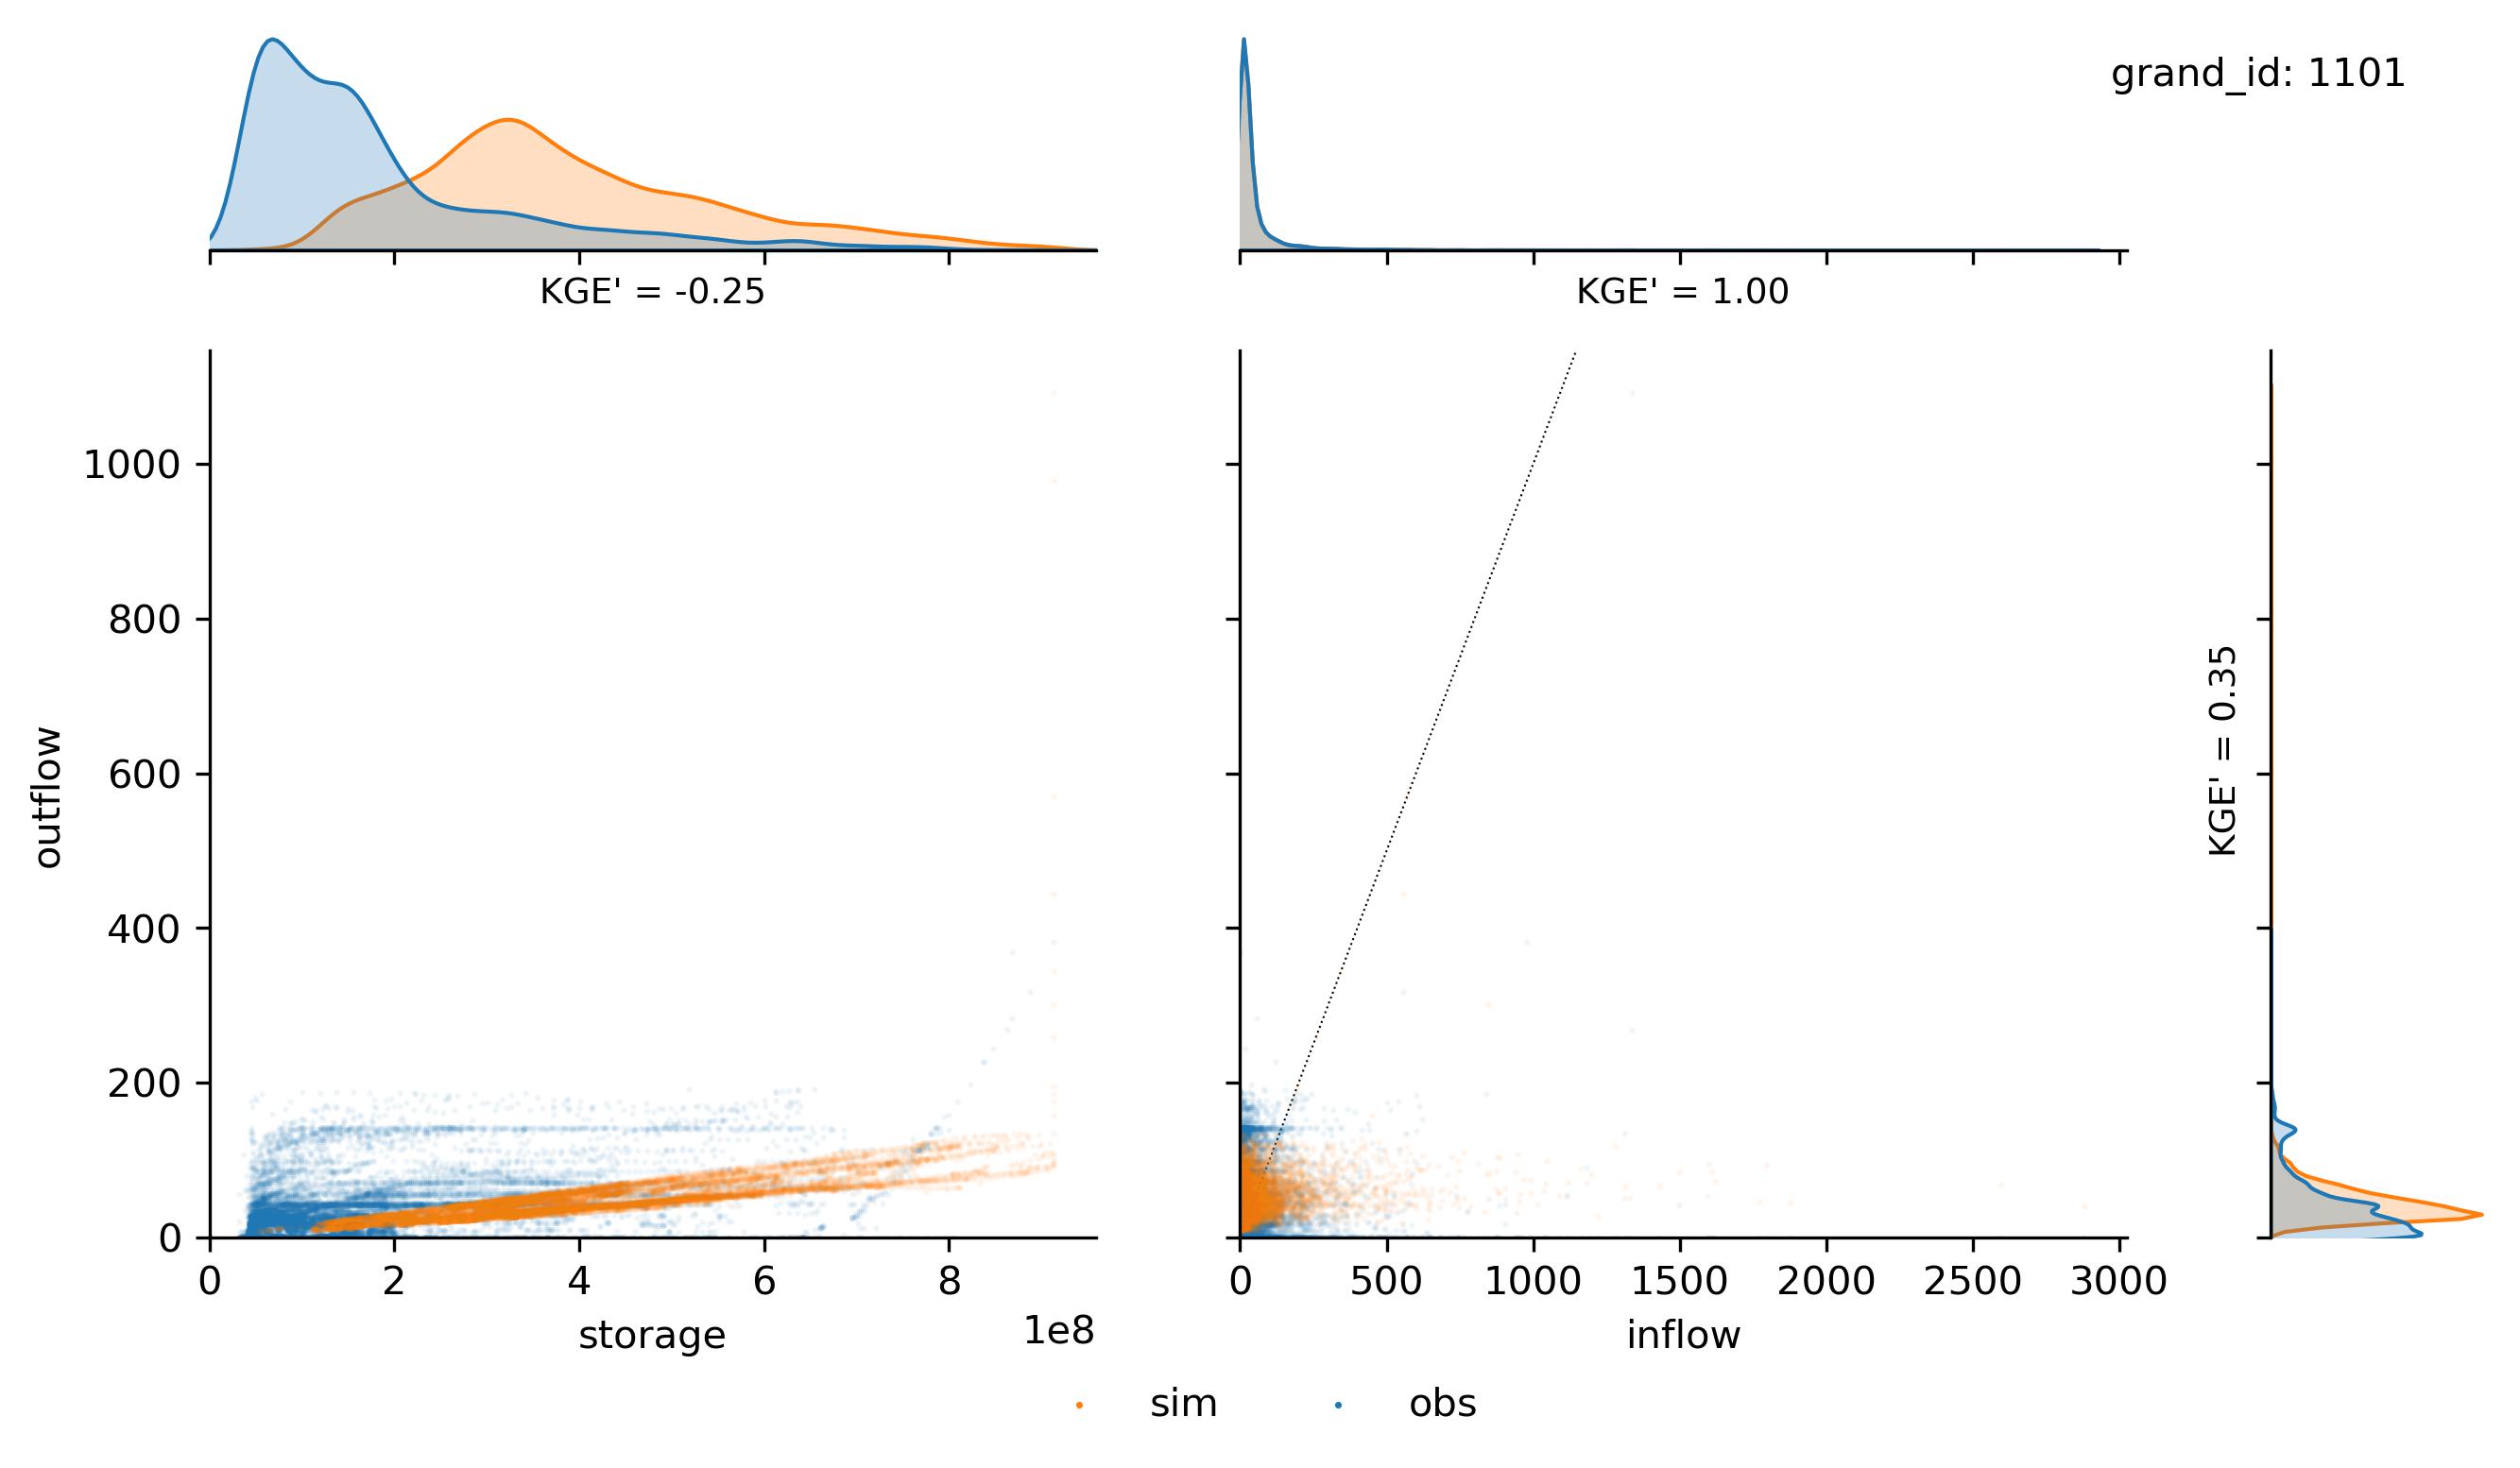 grand_id: 1101
KGE' = -0.25
KGE' = 1.00
1000
800
600
400
200
0
outflow
KGE' = 0.35
0 2 4 6 8
storage
1e8
0 500 1000 1500 2000 2500 3000
inflow
sim obs